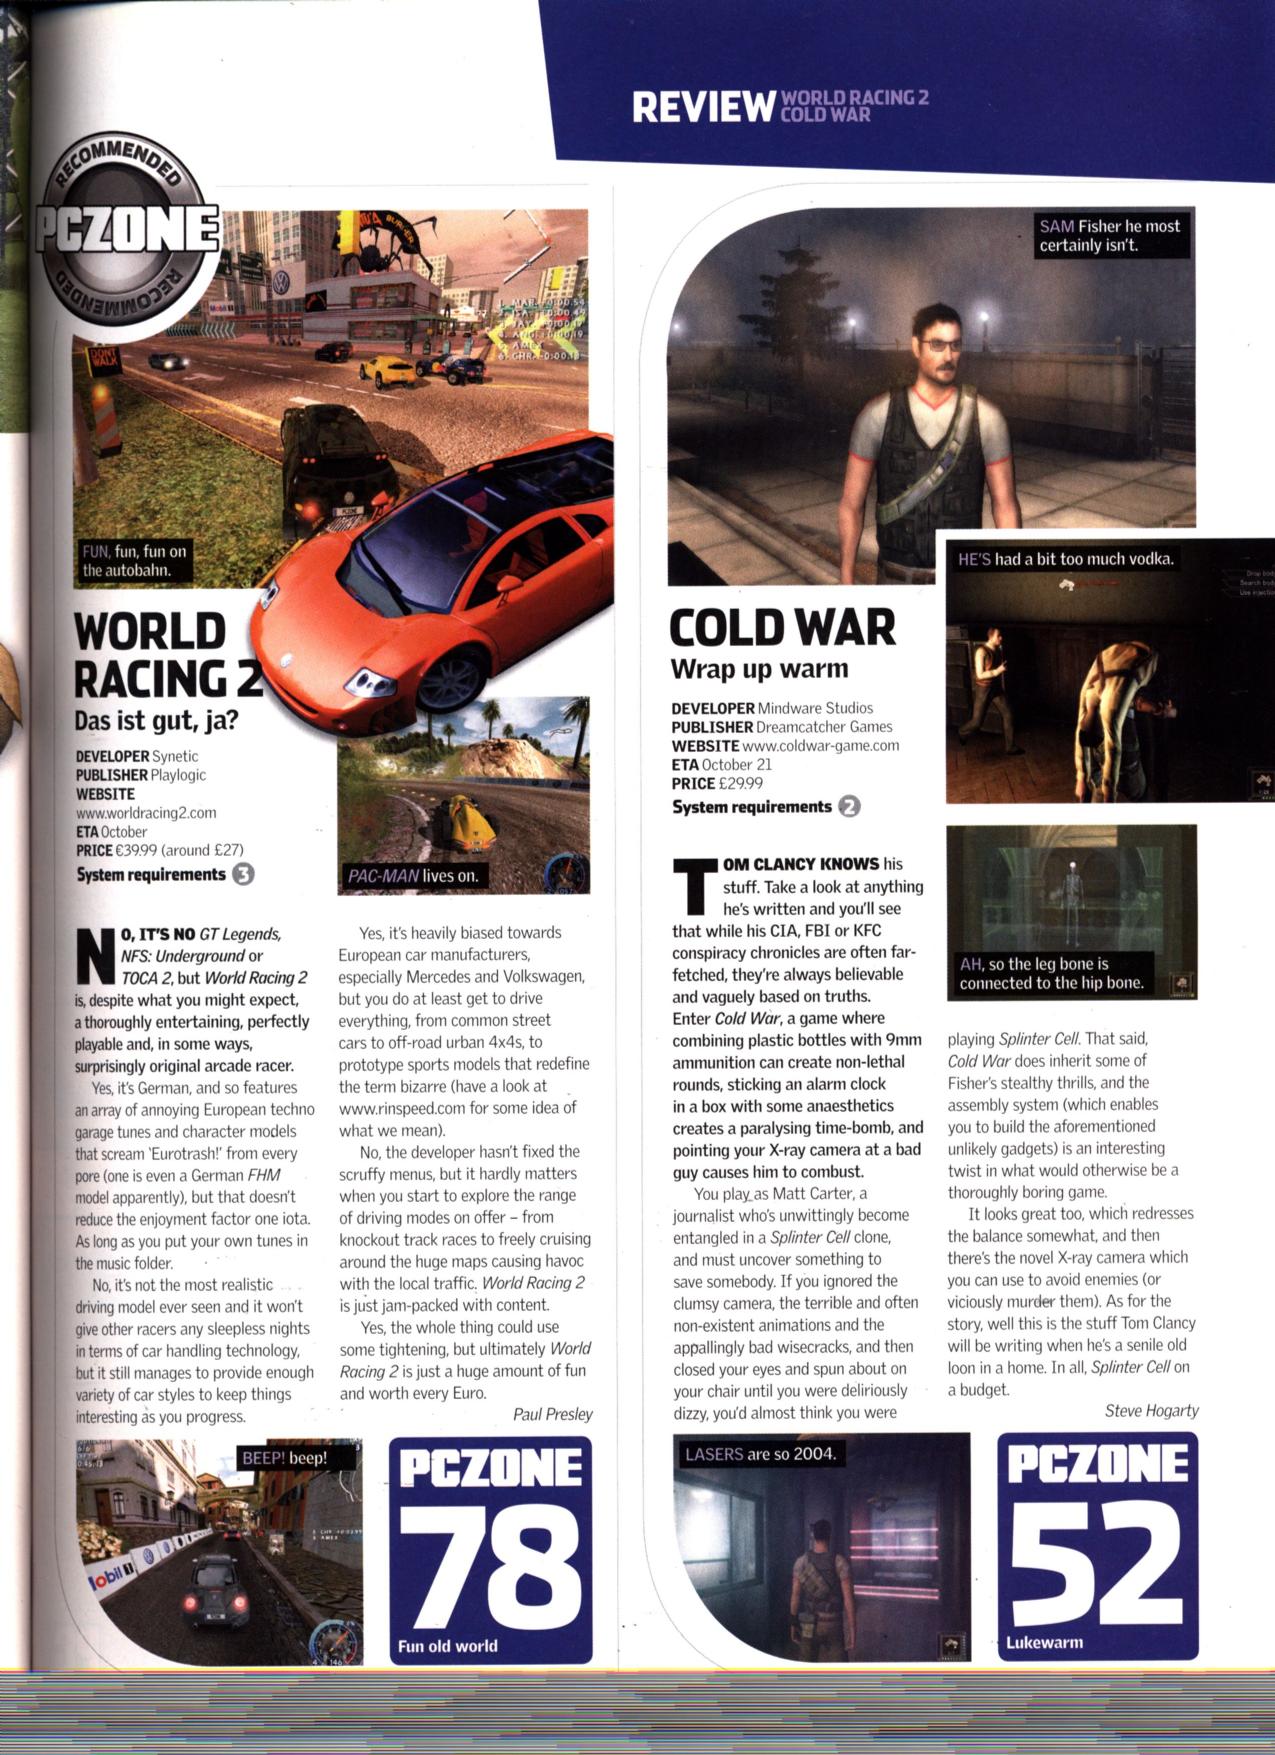 REVIEW WORLD RACING 2
COLD WAR
RECOMMENDED
PCZONE
RECOMMENDED
DONT
WALK
BURGER
Mobil 1
PCZONE
FUN, fun, fun on
the autobahn.
WORLD
RACING 2
Das ist gut, ja?
DEVELOPER Synetic
PUBLISHER Playlogic
WEBSITE
www.worldracing2.com
ETA October
PRICE €39.99 (around £27)
System requirements 3
PAC-MAN lives on.
NO, IT'S NO GT Legends,
NFS: Underground or
TOCA 2, but World Racing 2
is, despite what you might expect,
a thoroughly entertaining, perfectly
playable and, in some ways,
surprisingly original arcade racer.
Yes, it's German, and so features
an array of annoying European techno
garage tunes and character models
that scream 'Eurotrash!' from every
pore (one is even a German FHM
model apparently), but that doesn't
reduce the enjoyment factor one iota.
As long as you put your own tunes in
the music folder.
No, it's not the most realistic
driving model ever seen and it won't
give other racers any sleepless nights
in terms of car handling technology,
but it still manages to provide enough
variety of car styles to keep things
interesting as you progress.
Yes, it's heavily biased towards
European car manufacturers,
especially Mercedes and Volkswagen,
but you do at least get to drive
everything, from common street
cars to off-road urban 4x4s, to
prototype sports models that redefine
the term bizarre (have a look at
www.rinspeed.com for some idea of
what we mean).
No, the developer hasn't fixed the
scruffy menus, but it hardly matters
when you start to explore the range
of driving modes on offer – from
knockout track races to freely cruising
around the huge maps causing havoc
with the local traffic. World Racing 2
is just jam-packed with content.
Yes, the whole thing could use
some tightening, but ultimately World
Racing 2 is just a huge amount of fun
and worth every Euro.
Paul Presley
BEEP! beep!
Mobil 1
PCZONE
78
Fun old world
SAM Fisher he most
certainly isn't.
COLD WAR
Wrap up warm
DEVELOPER Mindware Studios
PUBLISHER Dreamcatcher Games
WEBSITE www.coldwar-game.com
ETA October 21
PRICE £29.99
System requirements 2
HE'S had a bit too much vodka.
TOM CLANCY KNOWS his
stuff. Take a look at anything
he's written and you'll see
that while his CIA, FBI or KFC
conspiracy chronicles are often far-
fetched, they're always believable
and vaguely based on truths.
Enter Cold War, a game where
combining plastic bottles with 9mm
ammunition can create non-lethal
rounds, sticking an alarm clock
in a box with some anaesthetics
creates a paralysing time-bomb, and
pointing your X-ray camera at a bad
guy causes him to combust.
You play as Matt Carter, a
journalist who's unwittingly become
entangled in a Splinter Cell clone,
and must uncover something to
save somebody. If you ignored the
clumsy camera, the terrible and often
non-existent animations and the
appallingly bad wisecracks, and then
closed your eyes and spun about on
your chair until you were deliriously
dizzy, you'd almost think you were
AH, so the leg bone is
connected to the hip bone.
playing Splinter Cell. That said,
Cold War does inherit some of
Fisher's stealthy thrills, and the
assembly system (which enables
you to build the aforementioned
unlikely gadgets) is an interesting
twist in what would otherwise be a
thoroughly boring game.
It looks great too, which redresses
the balance somewhat, and then
there's the novel X-ray camera which
you can use to avoid enemies (or
viciously murder them). As for the
story, well this is the stuff Tom Clancy
will be writing when he's a senile old
loon in a home. In all, Splinter Cell on
a budget.
Steve Hogarty
LASERS are so 2004.
PCZONE
52
Lukewarm